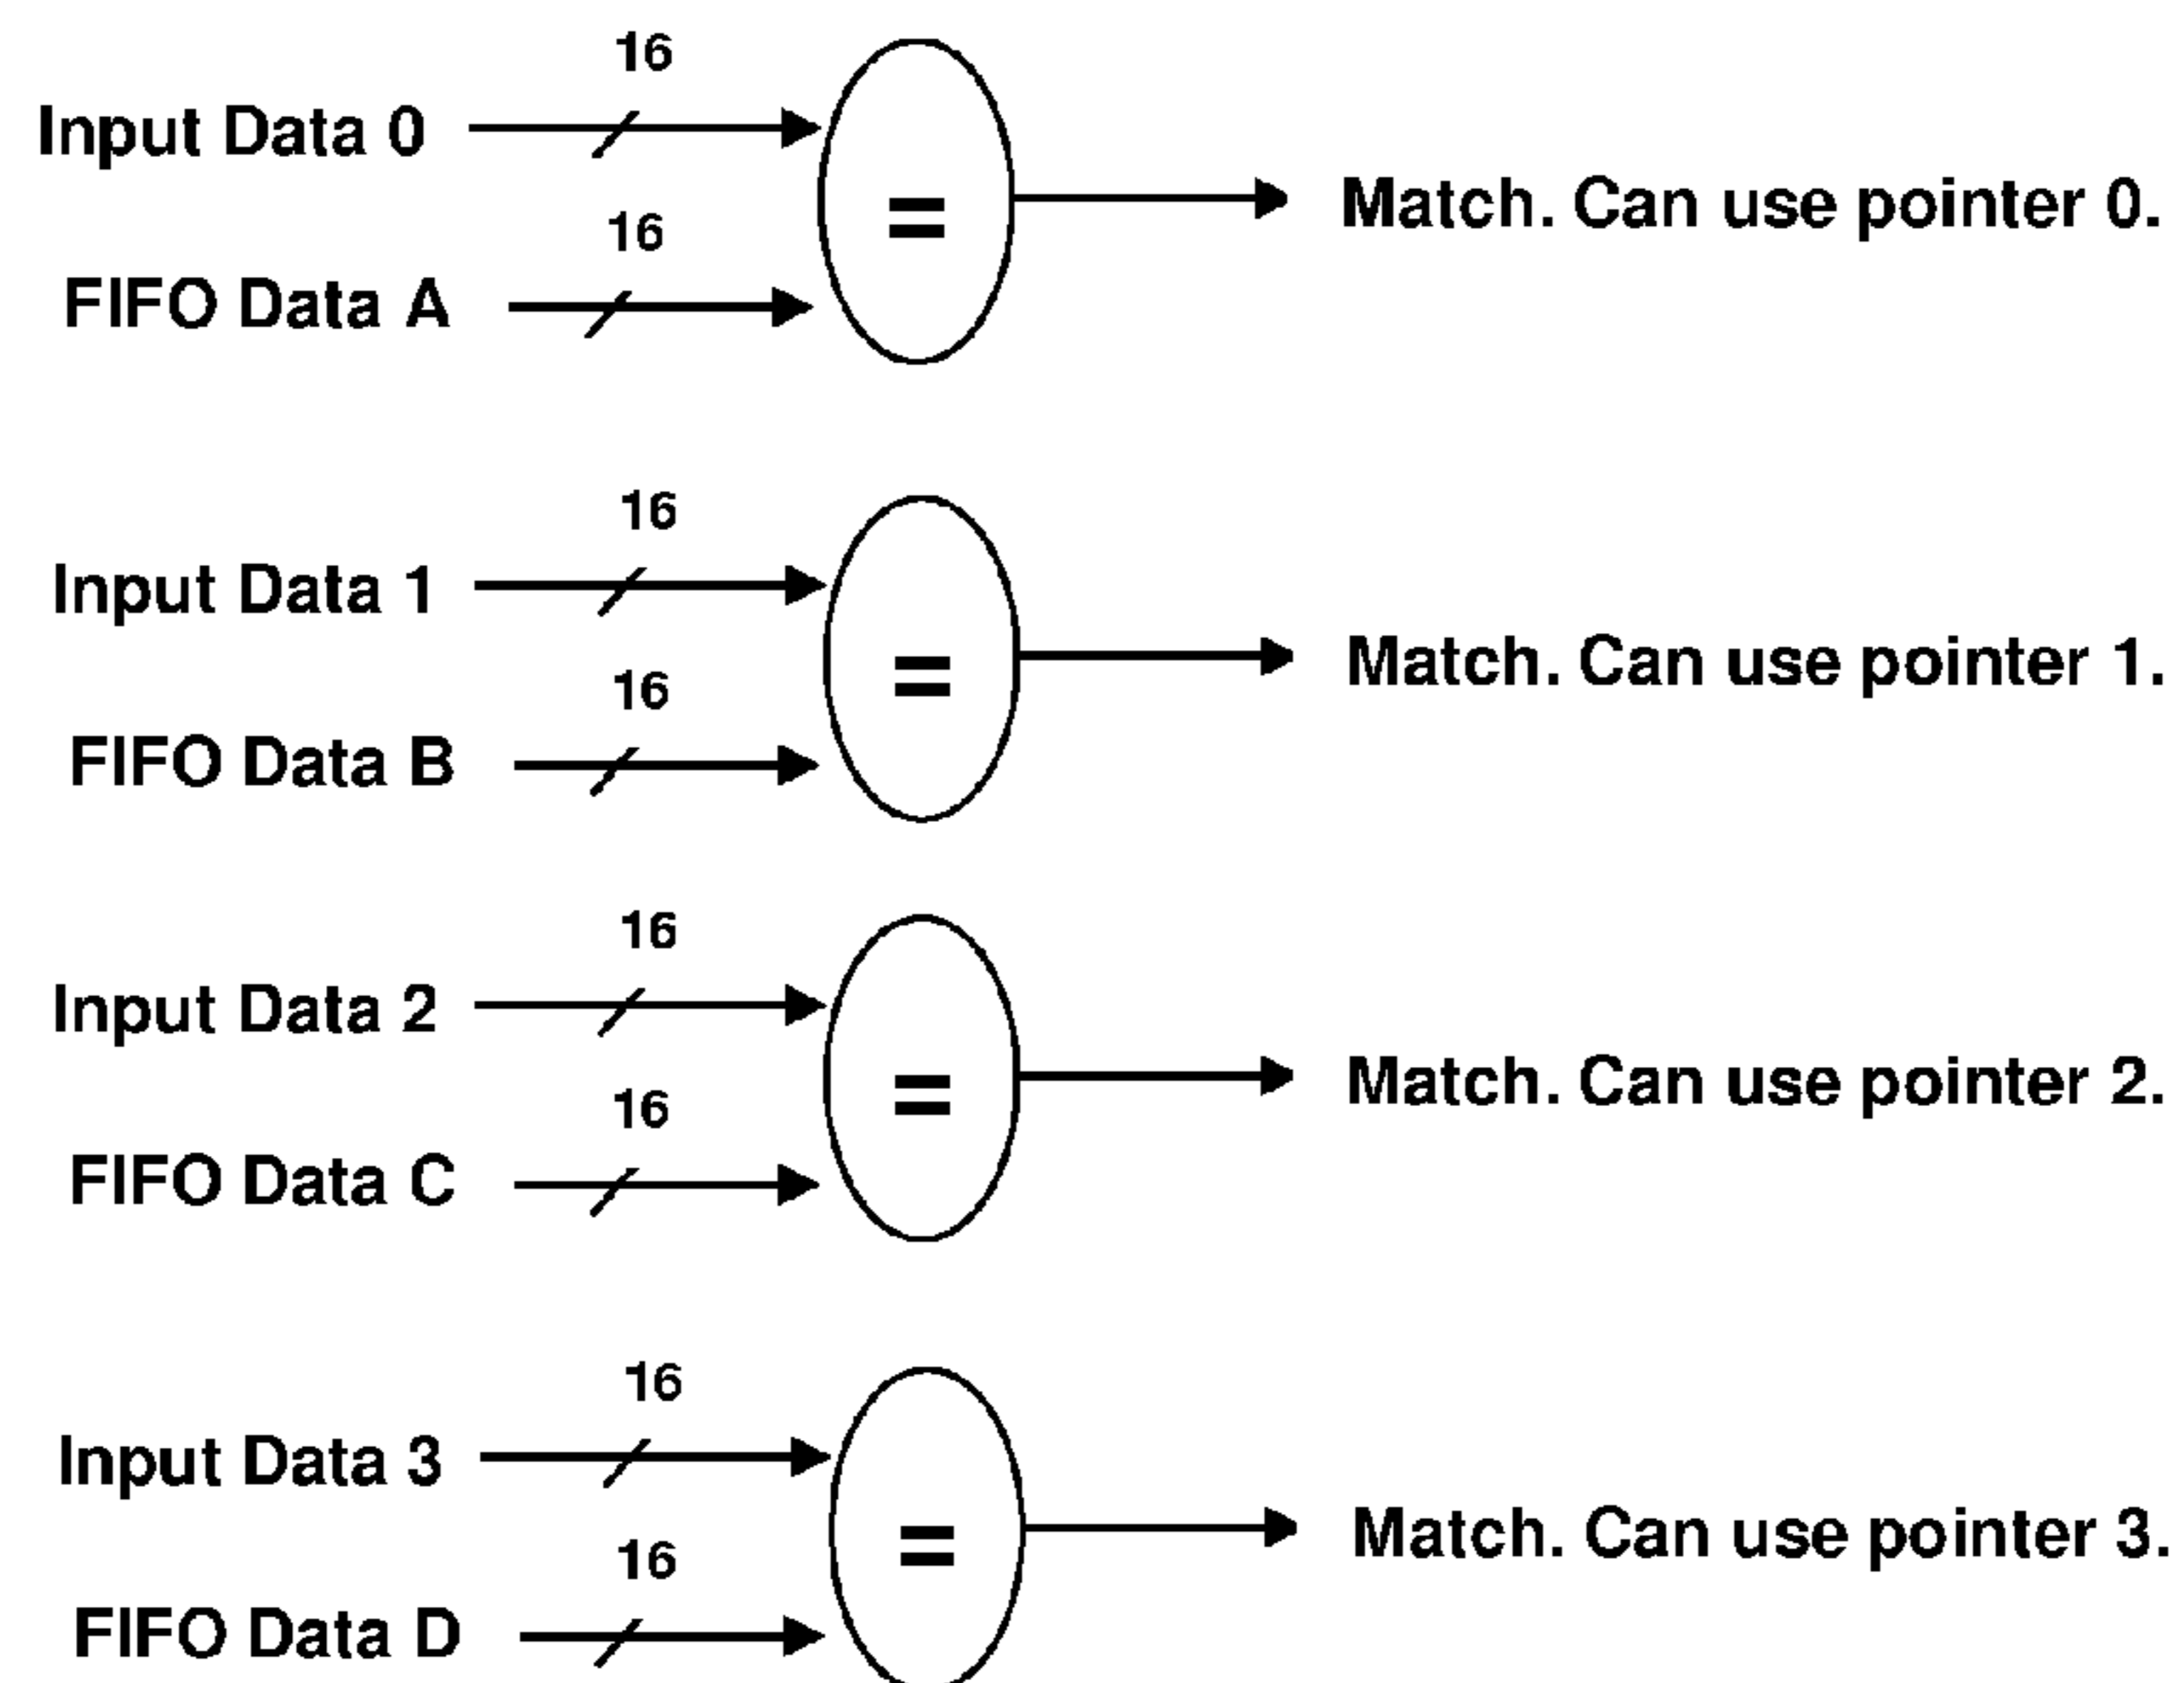 16
Input Data 0
16
=
Match. Can use pointer 0.
FIFO Data A
16
Input Data 1
16
=
Match. Can use pointer 1.
FIFO Data B
16
Input Data 2
16
=
Match. Can use pointer 2.
FIFO Data C
16
Input Data 3
16
=
Match. Can use pointer 3.
FIFO Data D